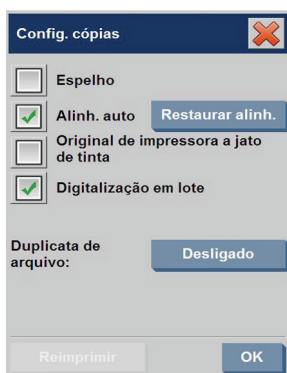 Config. cópias
Espelho
Alinh. auto
Restaurar alinh.
Original de impressora a jato
de tinta
Digitalização em lote
Duplicata de
arquivo:
Desligado
Reimprimir
OK